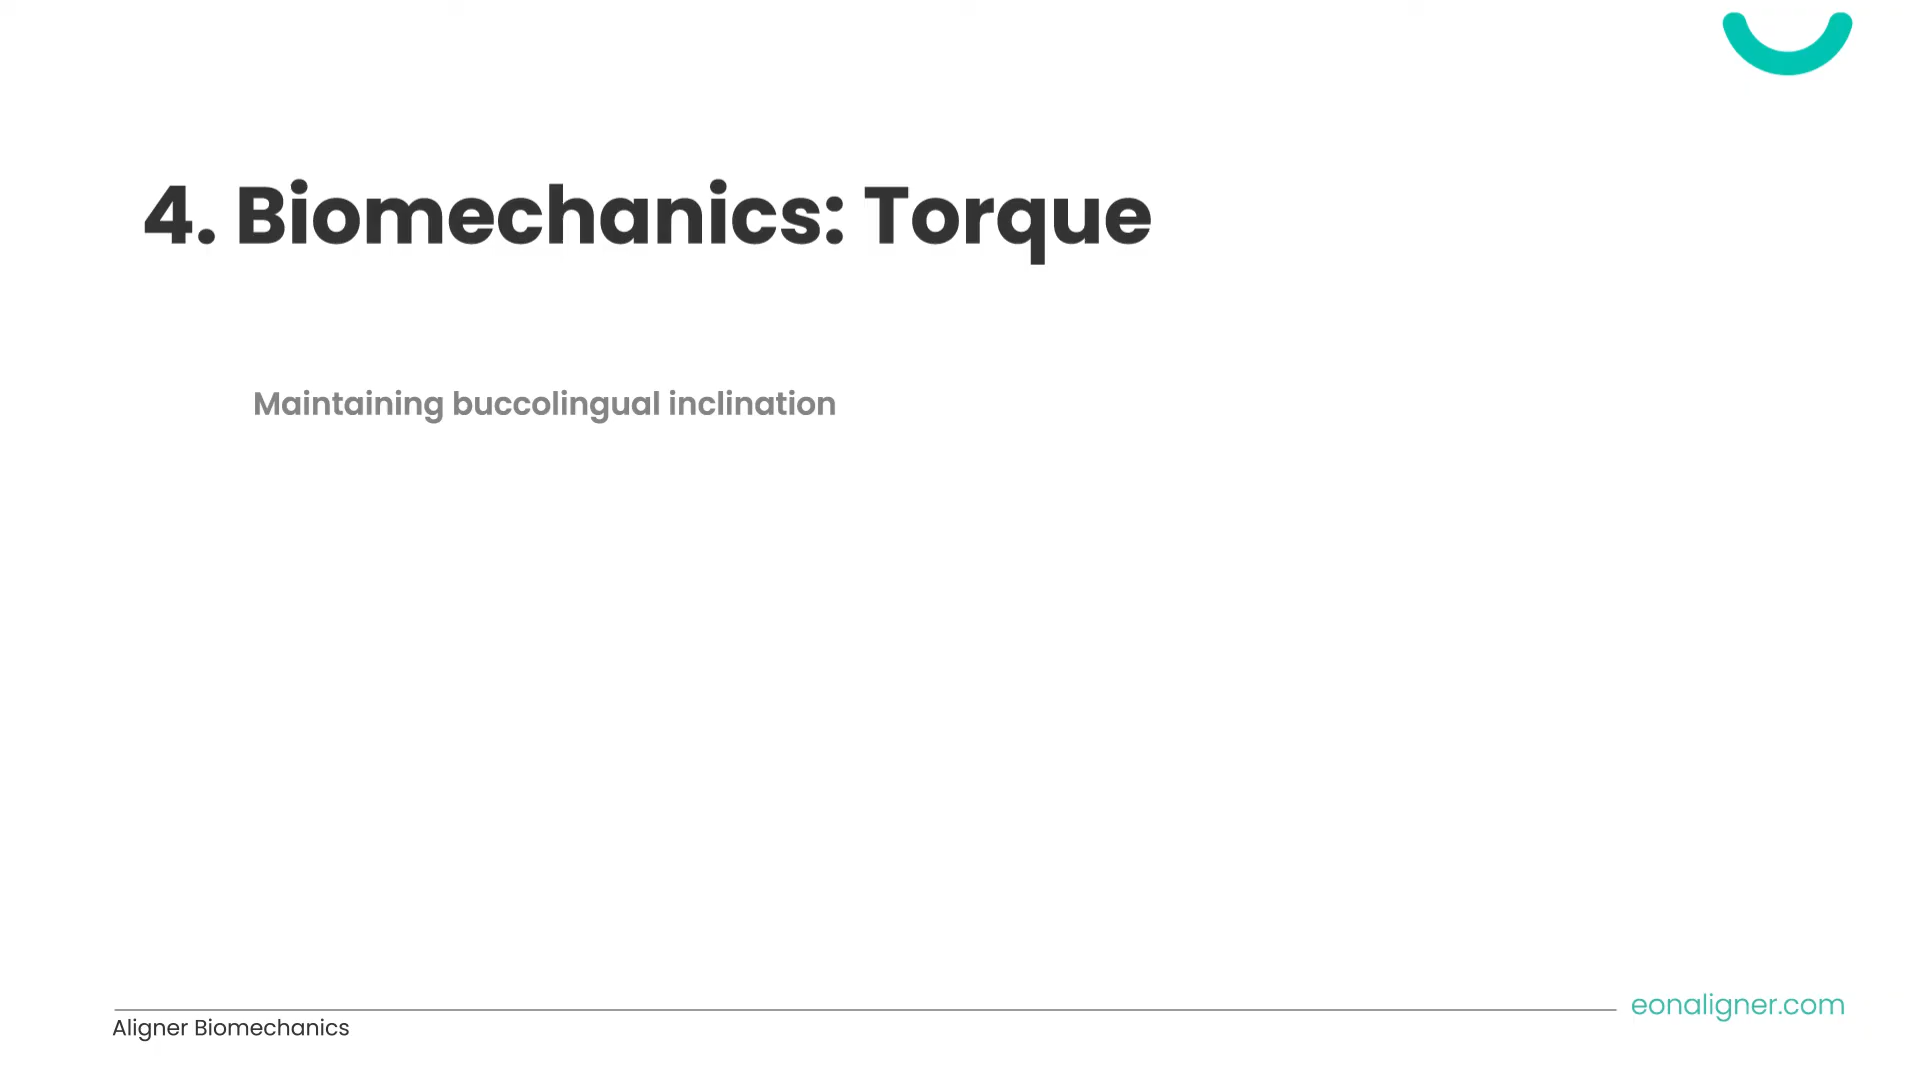 4. Biomechanics: Torque
Maintaining buccolingual inclination
eonaligner.com
Aligner Biomechanics